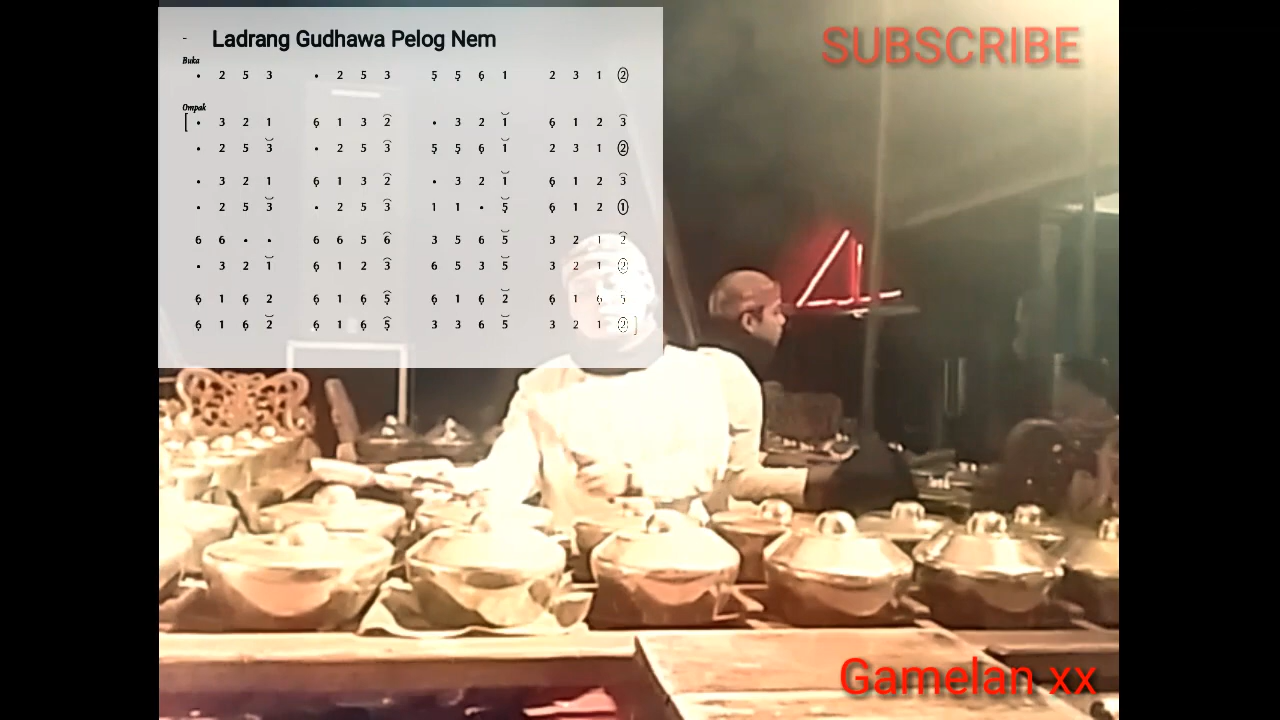 - Ladrang Gudhawa Pelog Nem
Buka
• 2 5 3 • 2 5 3 5̣ 5̣ 6̣ 1 2 3 1 ②
Ompak
[ • 3 2 1 6̣ 1 3 2 • 3 2 1 6̣ 1 2 3
• 2 5 3 • 2 5 3 5̣ 5̣ 6̣ 1 2 3 1 ②
• 3 2 1 6̣ 1 3 2 • 3 2 1 6̣ 1 2 3
• 2 5 3 • 2 5 3 1 1 • 5̣ 6̣ 1 2 ①
6 6 • • 6 6 5 6 3 5 6 5 3 2 1 2
• 3 2 1 6̣ 1 2 3 6 5 3 5 3 2 1 ②
6̣ 1 6̣ 2 6̣ 1 6̣ 5̣ 6̣ 1 6̣ 2 6̣ 1 6̣ 5̣
6̣ 1 6̣ 2 6̣ 1 6̣ 5̣ 3 3 6 5 3 2 1 ② ]
SUBSCRIBE
Gamelan xx